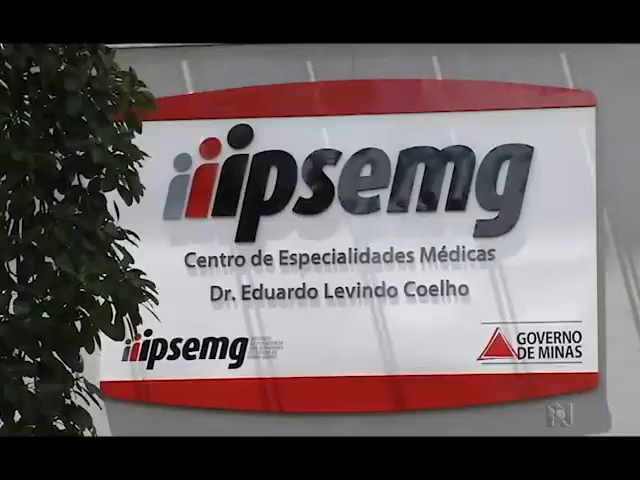 ipsemg
Centro de Especialidades Médicas
Dr. Eduardo Levindo Coelho
ipsemg
GOVERNO
DE MINAS